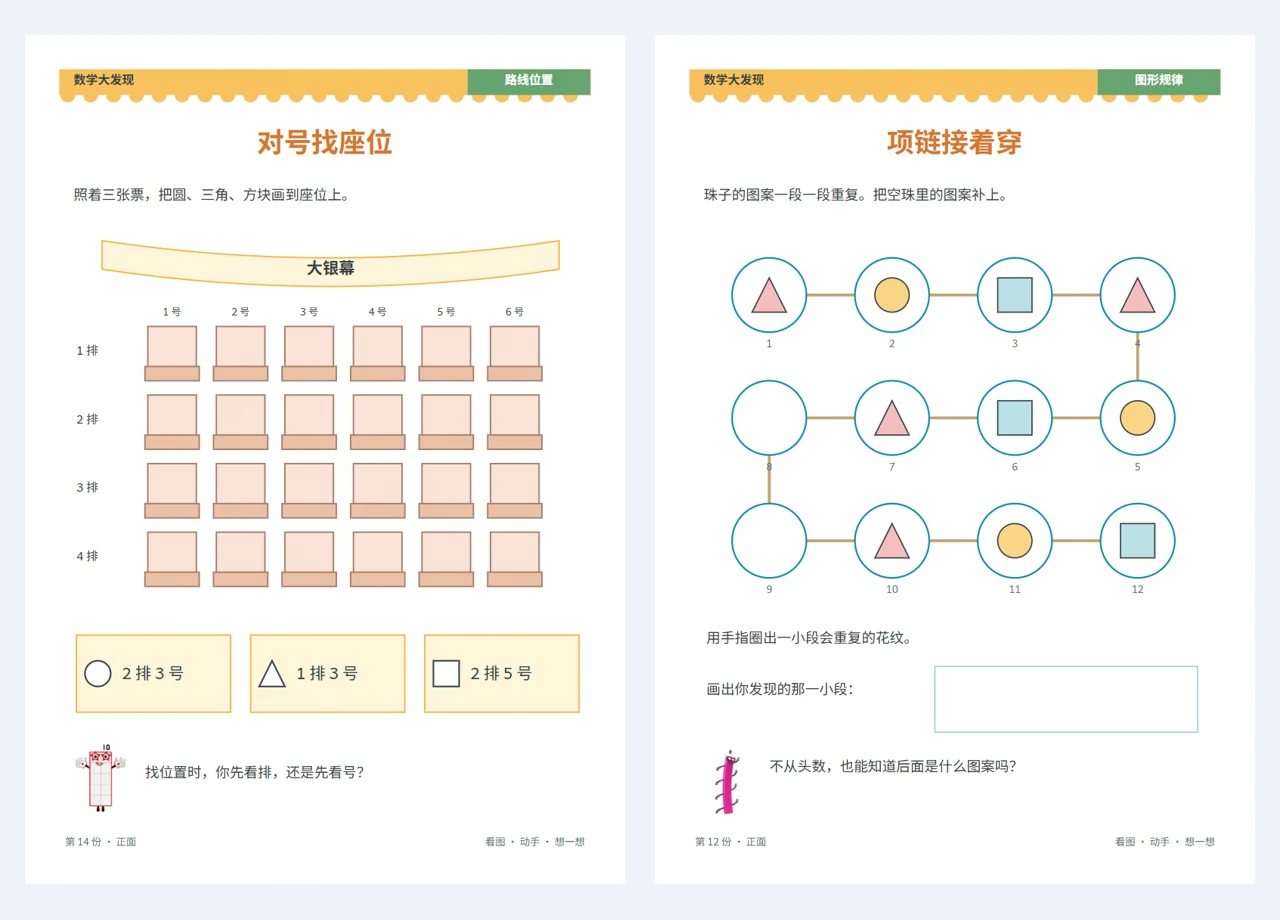 数学大发现
路线位置
对号找座位
照着三张票，把圆、三角、方块画到座位上。
大银幕
1 号 2 号 3 号 4 号 5 号 6 号
1 排
2 排
3 排
4 排
2 排 3 号
1 排 3 号
2 排 5 号
10
找位置时，你先看排，还是先看号？
第 14 份 · 正面
看图 · 动手 · 想一想
数学大发现
图形规律
项链接着穿
珠子的图案一段一段重复。把空珠里的图案补上。
1 2 3 4
8 7 6 5
9 10 11 12
用手指圈出一小段会重复的花纹。
画出你发现的那一小段：
不从头数，也能知道后面是什么图案吗？
第 12 份 · 正面
看图 · 动手 · 想一想